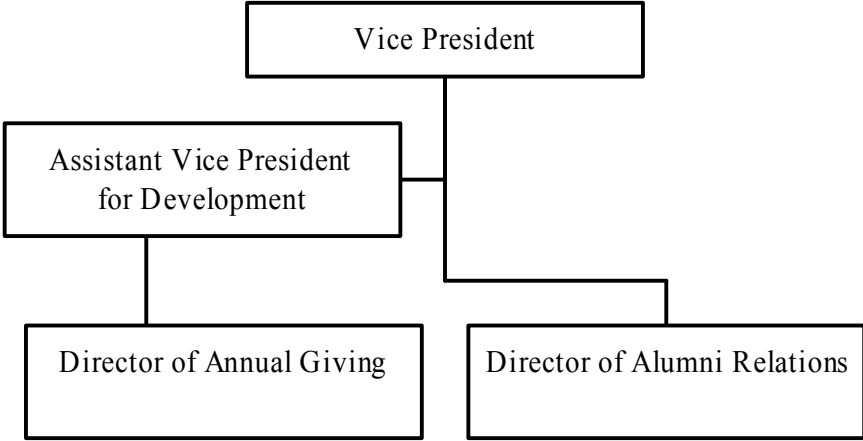 Vice President
Assistant Vice President
for Development
Director of Annual Giving
Director of Alumni Relations